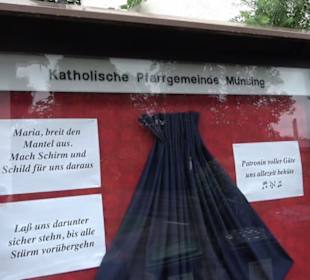 Katholische Pfarrgemeinde Münsing
Maria, breit den
Mantel aus.
Mach Schirm und
Schild für uns daraus
Patronin voller Güte
uns allezeit behüte
Laß uns darunter
sicher stehn, bis alle
Stürm vorübergehn